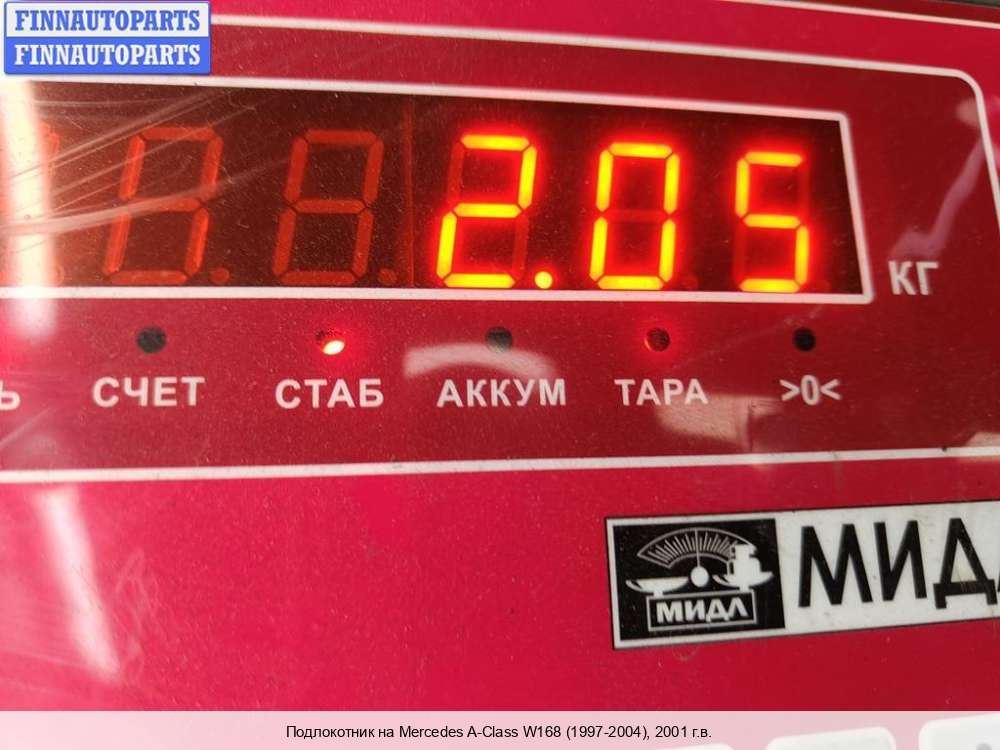 FINNAUTOPARTS
FINNAUTOPARTS
2.05
КГ
СЧЕТ СТАБ АККУМ ТАРА >0<
МИДЛ
МИД
Подлокотник на Mercedes A-Class W168 (1997-2004), 2001 г.в.